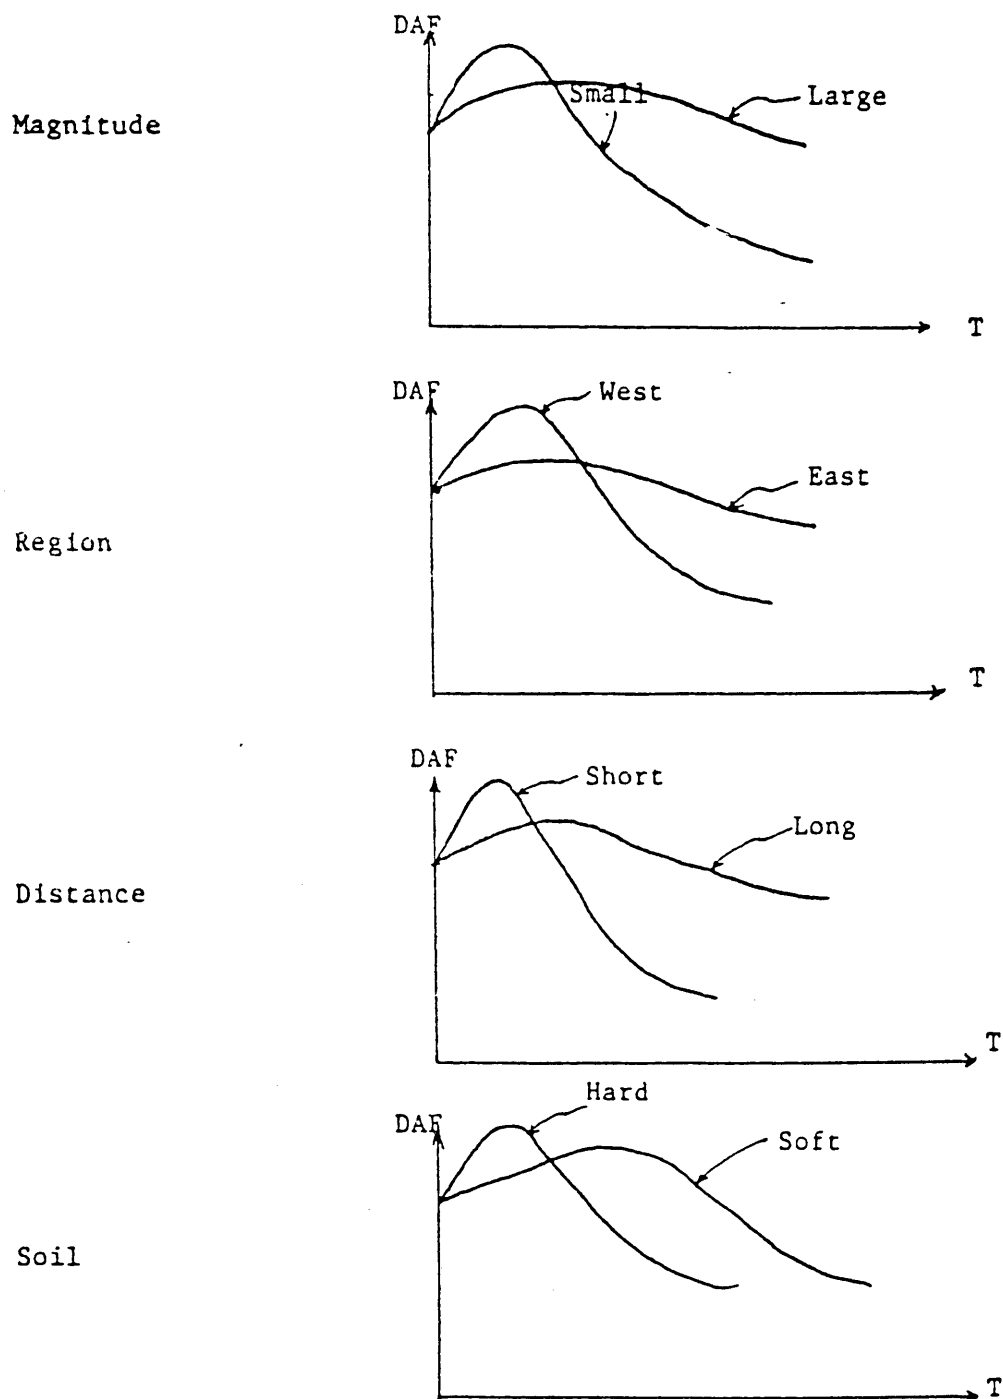 DAF
Magnitude
Small
Large
T
DAF
West
East
Region
T
DAF
Short
Long
Distance
T
Hard
DAF
Soft
Soil
T